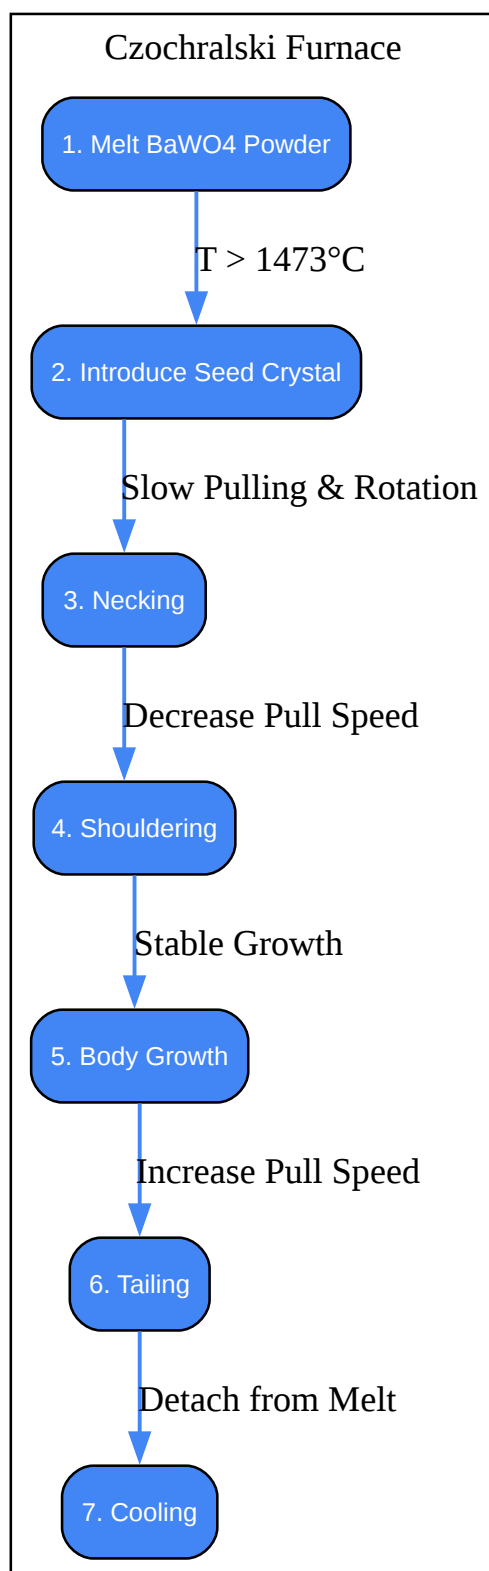 Czochralski Furnace
1. Melt BaWO4 Powder
T > 1473°C
2. Introduce Seed Crystal
Slow Pulling & Rotation
3. Necking
Decrease Pull Speed
4. Shouldering
Stable Growth
5. Body Growth
Increase Pull Speed
6. Tailing
Detach from Melt
7. Cooling